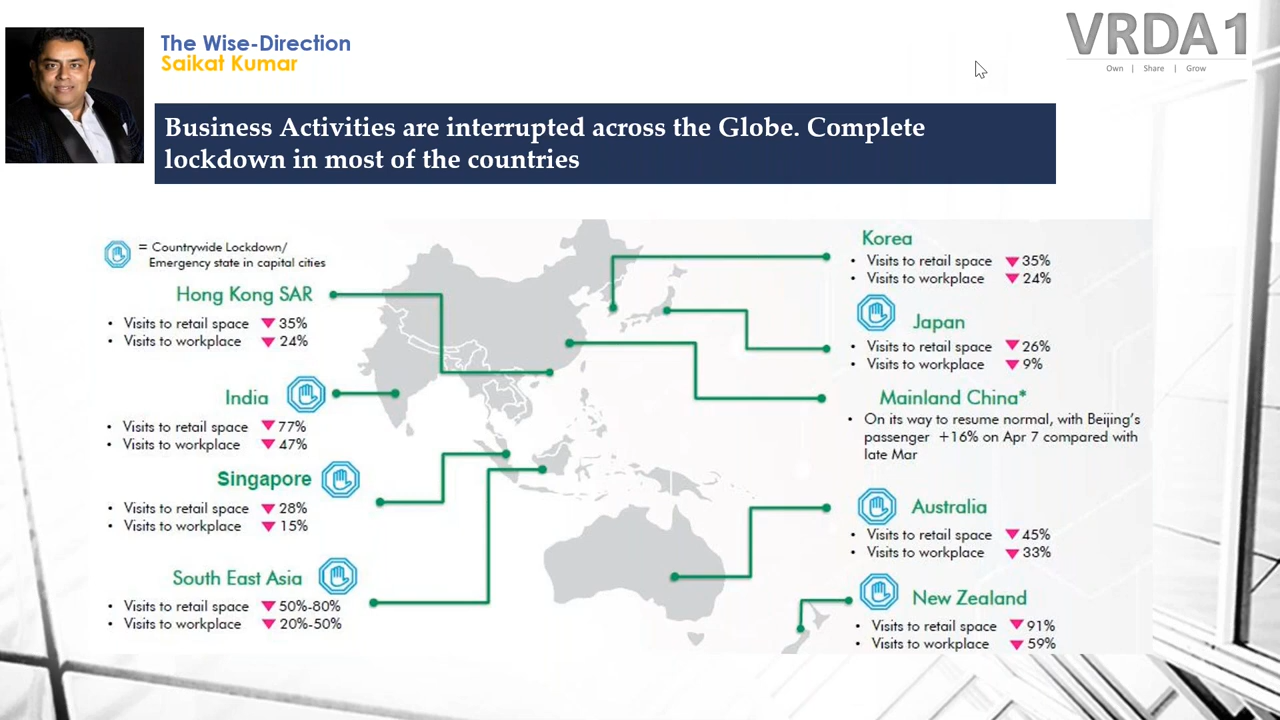 The Wise-Direction
Saikat Kumar
VRDA1
Own | Share | Grow
Business Activities are interrupted across the Globe. Complete
lockdown in most of the countries
= Countrywide Lockdown/
Emergency state in capital cities
Hong Kong SAR
• Visits to retail space ▼ 35%
• Visits to workplace ▼ 24%
India
• Visits to retail space ▼ 77%
• Visits to workplace ▼ 47%
Singapore
• Visits to retail space ▼ 28%
• Visits to workplace ▼ 15%
South East Asia
• Visits to retail space ▼ 50%-80%
• Visits to workplace ▼ 20%-50%
Korea
• Visits to retail space ▼ 35%
• Visits to workplace ▼ 24%
Japan
• Visits to retail space ▼ 26%
• Visits to workplace ▼ 9%
Mainland China*
• On its way to resume normal, with Beijing's
passenger +16% on Apr 7 compared with
late Mar
Australia
• Visits to retail space ▼ 45%
• Visits to workplace ▼ 33%
New Zealand
• Visits to retail space ▼ 91%
• Visits to workplace ▼ 59%